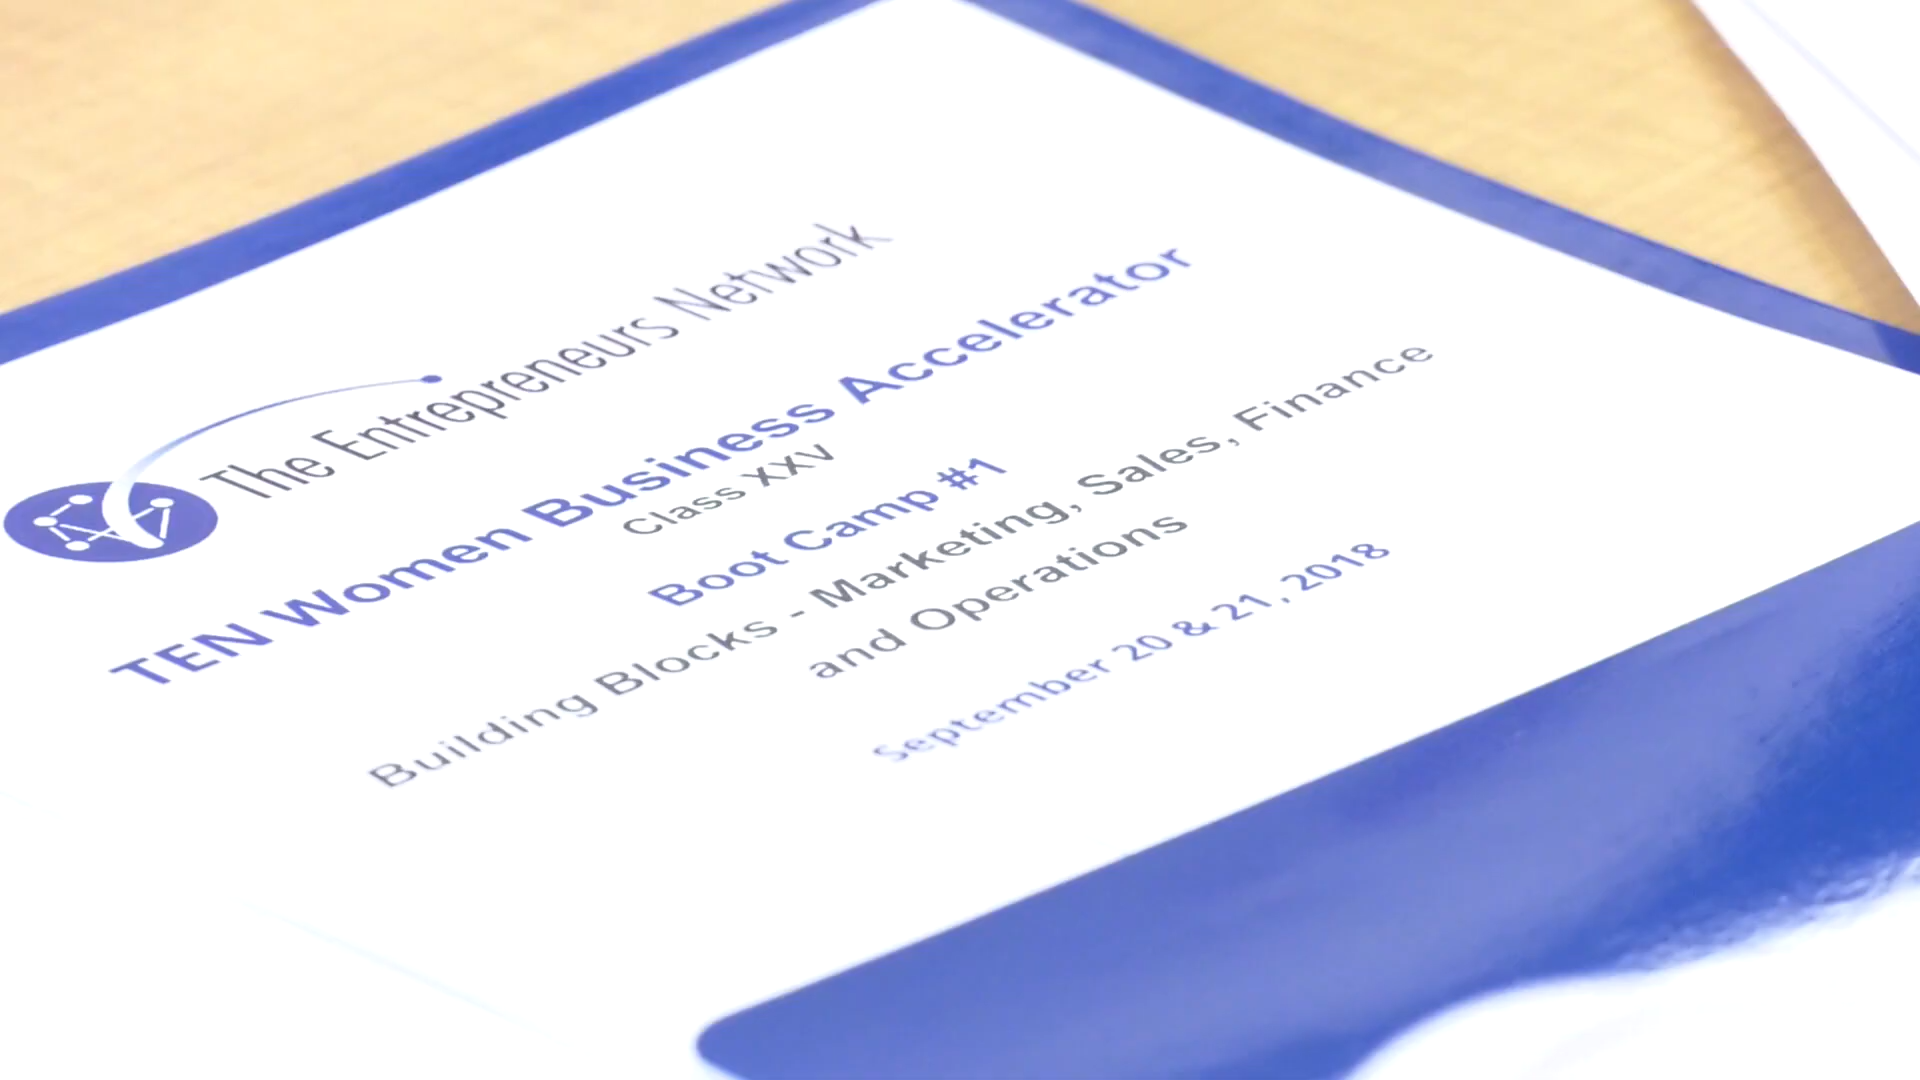 The Entrepreneurs Network
TEN Women Business Accelerator
Class XXV
Boot Camp #1
Building Blocks - Marketing, Sales, Finance
and Operations
September 20 & 21, 2018